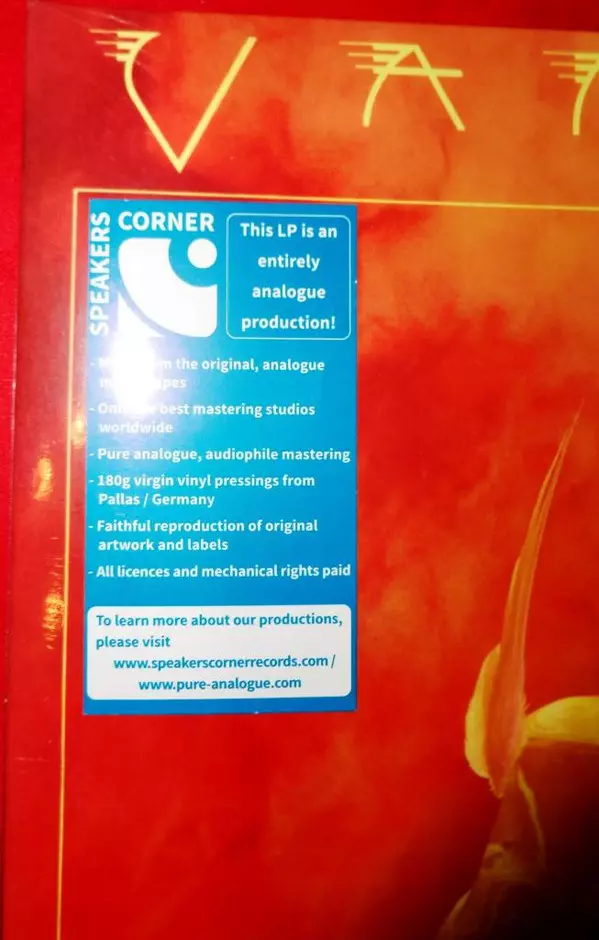 VA
SPEAKERS
CORNER
This LP is an
entirely
analogue
production!
- the original, analogue
- best mastering studios
worldwide
- Pure analogue, audiophile mastering
- 180g virgin vinyl pressings from
Pallas / Germany
- Faithful reproduction of original
artwork and labels
- All licences and mechanical rights paid
To learn more about our productions,
please visit
www.speakerscornerrecords.com /
www.pure-analogue.com